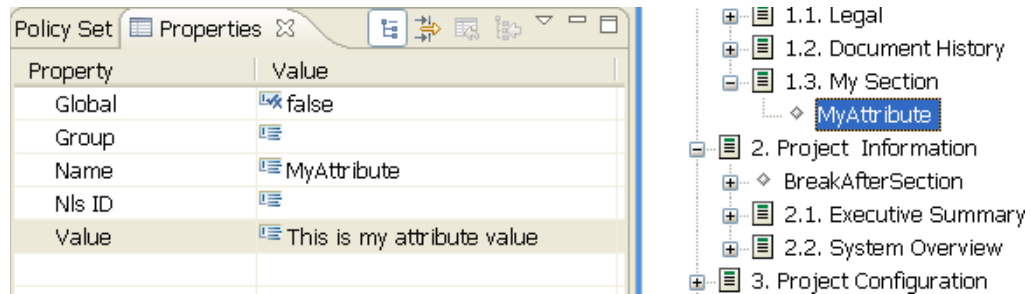 Policy Set Properties
Property Value
Global false
Group
Name MyAttribute
Nls ID
Value This is my attribute value
1.1. Legal
1.2. Document History
1.3. My Section
MyAttribute
2. Project Information
BreakAfterSection
2.1. Executive Summary
2.2. System Overview
3. Project Configuration